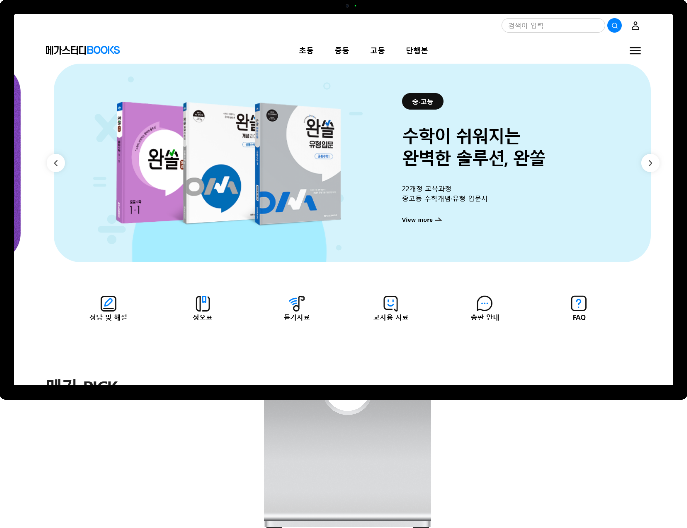 검색어 입력
메가스터디BOOKS
초등 중등 고등 단행본
중·고등
수학이 쉬워지는
완벽한 솔루션, 완쏠
22개정 교육과정
중고등 수학개념·유형 입문서
View more →
완쏠
1-1
완쏠
개념
완쏠
유형 입문
정답 및 해설 정오표 듣기자료 교사용 자료 출판 안내 FAQ
메가 PICK